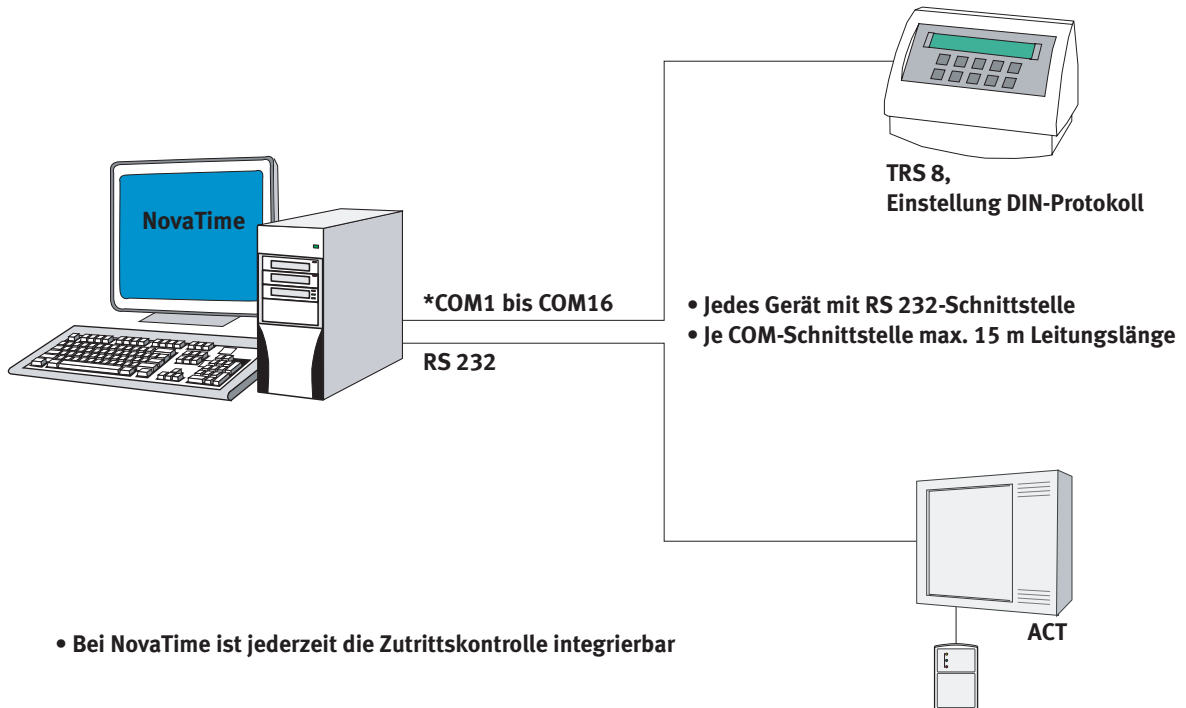 NovaTime
TRS 8,
Einstellung DIN-Protokoll
*COM1 bis COM16
RS 232
• Jedes Gerät mit RS 232-Schnittstelle
• Je COM-Schnittstelle max. 15 m Leitungslänge
ACT
• Bei NovaTime ist jederzeit die Zutrittskontrolle integrierbar